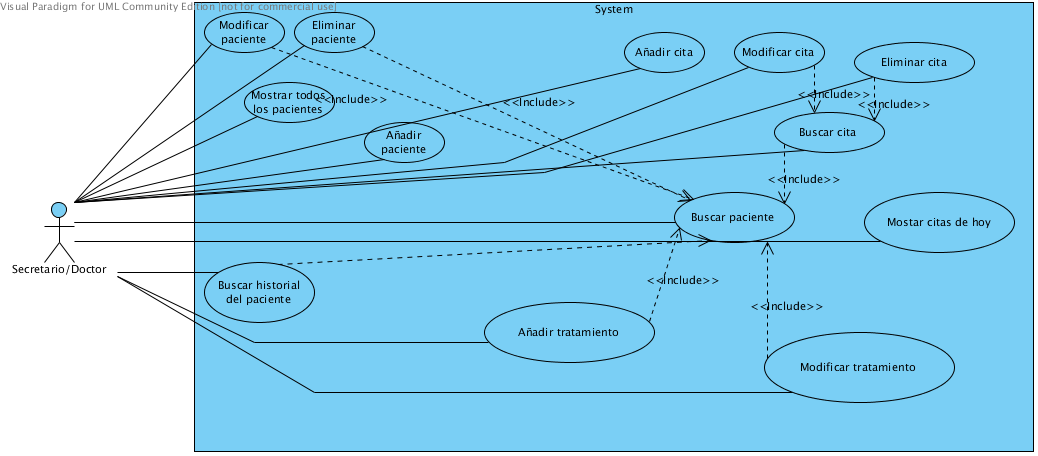 Visual Paradigm for UML Community Edition [not for commercial use]
System
Modificar
paciente
Eliminar
paciente
Añadir cita
Modificar cita
Eliminar cita
Mostrar todos
los pacientes
<<Include>>
<<Include>>
<<Include>>
<<Include>>
Añadir
paciente
Buscar cita
<<Include>>
Buscar paciente
Mostar citas de hoy
Secretario/Doctor
Buscar historial
del paciente
<<Include>>
<<Include>>
Añadir tratamiento
Modificar tratamiento